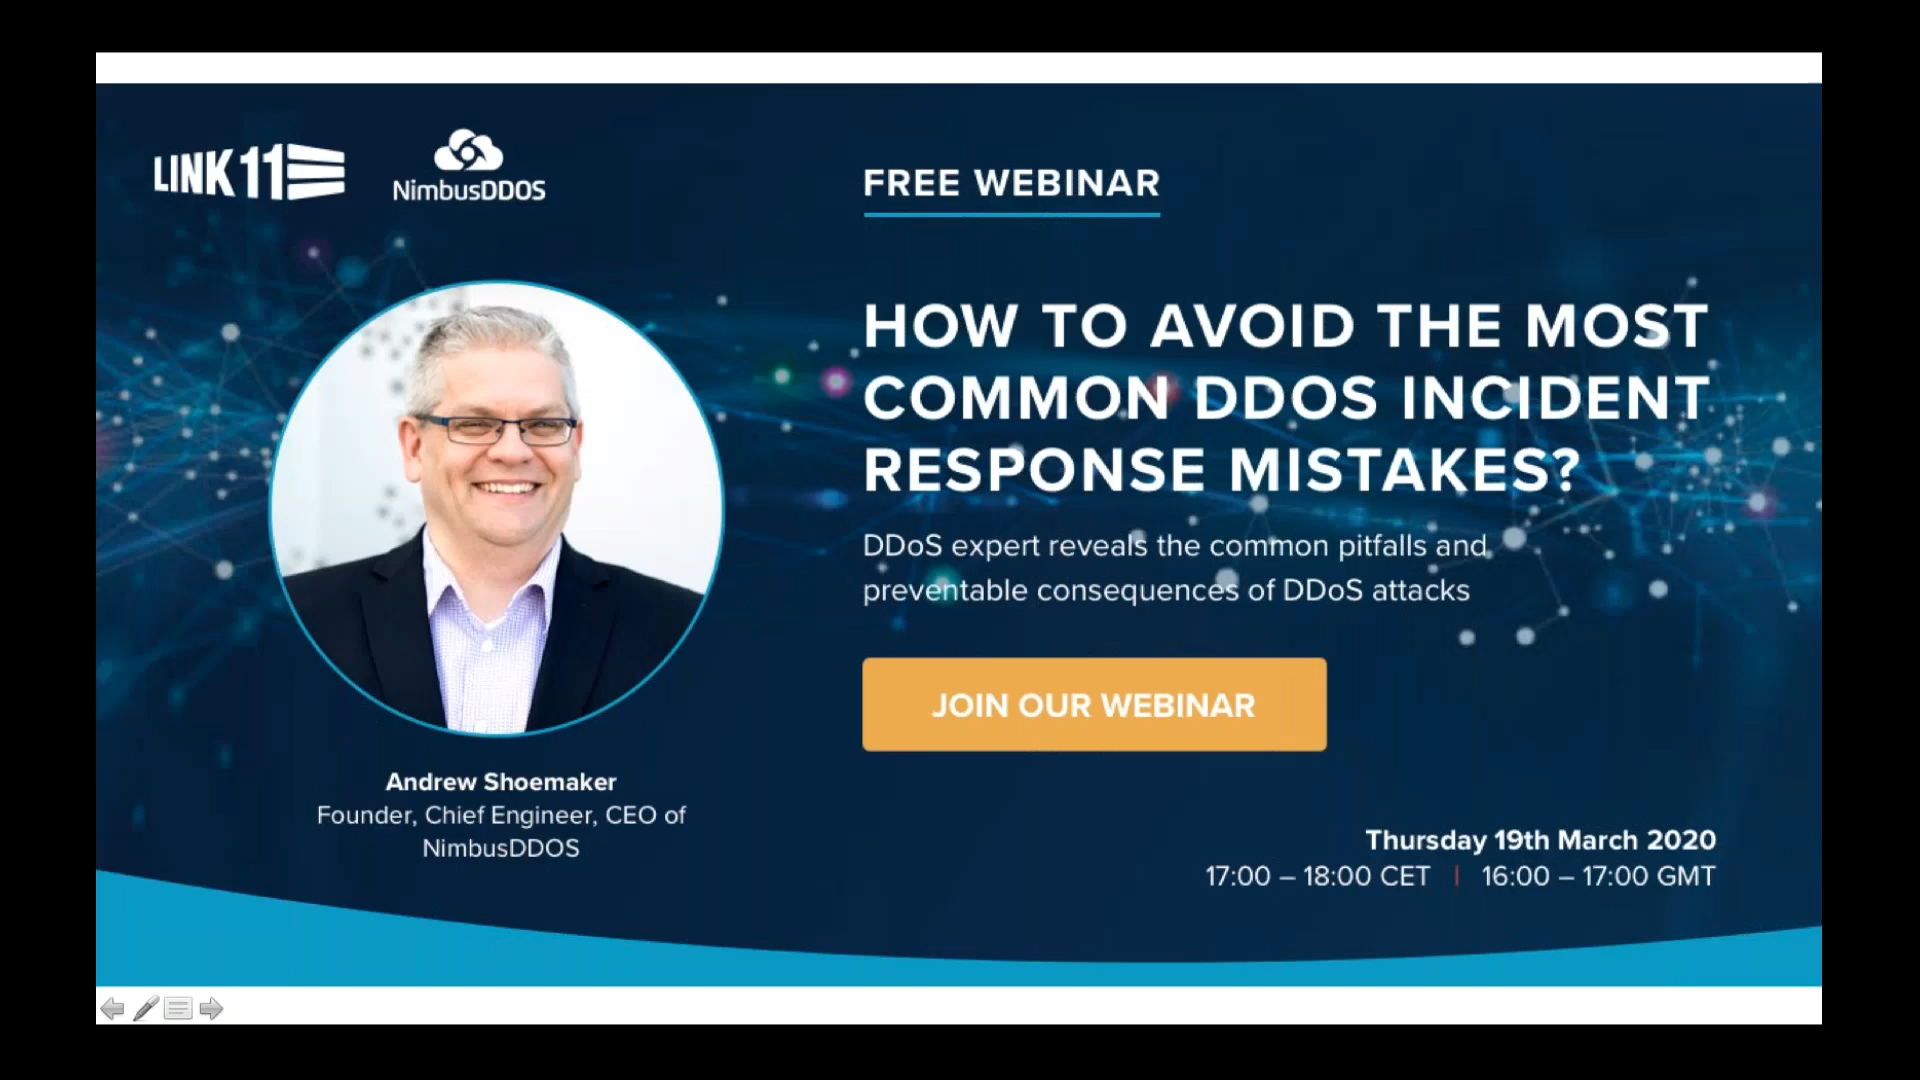 LINK11
NimbusDDOS
FREE WEBINAR
HOW TO AVOID THE MOST
COMMON DDOS INCIDENT
RESPONSE MISTAKES?
DDoS expert reveals the common pitfalls and
preventable consequences of DDoS attacks
JOIN OUR WEBINAR
Andrew Shoemaker
Founder, Chief Engineer, CEO of
NimbusDDOS
Thursday 19th March 2020
17:00 – 18:00 CET | 16:00 – 17:00 GMT